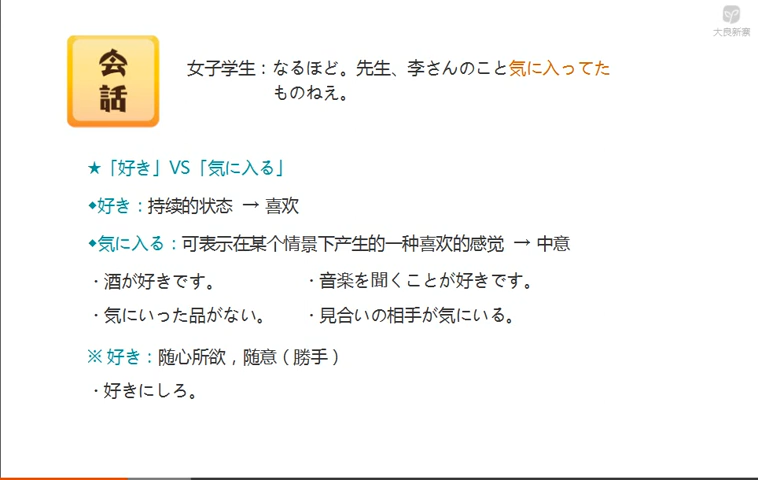 大良新寨
会
話
女子学生：なるほど。先生、李さんのこと気に入ってた
ものねえ。
★「好き」VS「気に入る」
◆好き：持续的状态 → 喜欢
◆気に入る：可表示在某个情景下产生的一种喜欢的感觉 → 中意
・酒が好きです。 ・音楽を聞くことが好きです。
・気にいった品がない。 ・見合いの相手が気にいる。
※ 好き：随心所欲，随意（勝手）
・好きにしろ。